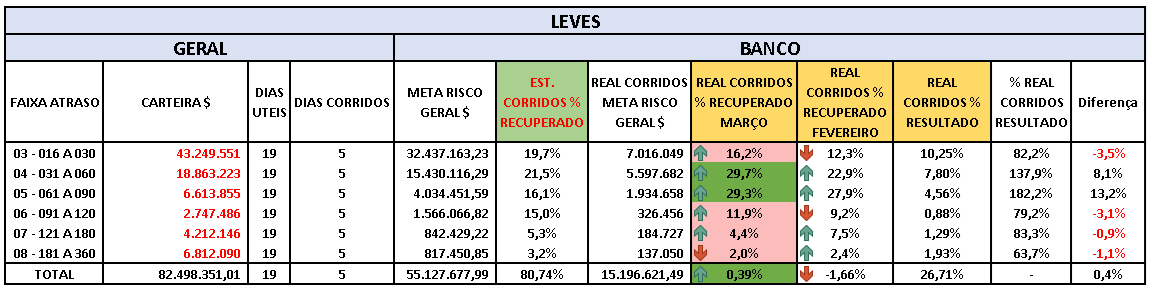 LEVES
GERAL BANCO
FAIXA ATRASO CARTEIRA $ DIAS UTEIS DIAS CORRIDOS META RISCO GERAL $ EST. CORRIDOS % RECUPERADO REAL CORRIDOS META RISCO GERAL $ REAL CORRIDOS % RECUPERADO MARÇO REAL CORRIDOS % RECUPERADO FEVEREIRO REAL CORRIDOS % RESULTADO % REAL CORRIDOS RESULTADO Diferença
03 - 016 A 030 43.249.551 19 5 32.437.163,23 19,7% 7.016.049 16,2% 12,3% 10,25% 82,2% -3,5%
04 - 031 A 060 18.863.223 19 5 15.430.116,29 21,5% 5.597.682 29,7% 22,9% 7,80% 137,9% 8,1%
05 - 061 A 090 6.613.855 19 5 4.034.451,59 16,1% 1.934.658 29,3% 27,9% 4,56% 182,2% 13,2%
06 - 091 A 120 2.747.486 19 5 1.566.066,82 15,0% 326.456 11,9% 9,2% 0,88% 79,2% -3,1%
07 - 121 A 180 4.212.146 19 5 842.429,22 5,3% 184.727 4,4% 7,5% 1,29% 83,3% -0,9%
08 - 181 A 360 6.812.090 19 5 817.450,85 3,2% 137.050 2,0% 2,4% 1,93% 63,7% -1,1%
TOTAL 82.498.351,01 19 5 55.127.677,99 80,74% 15.196.621,49 0,39% -1,66% 26,71% - 0,4%